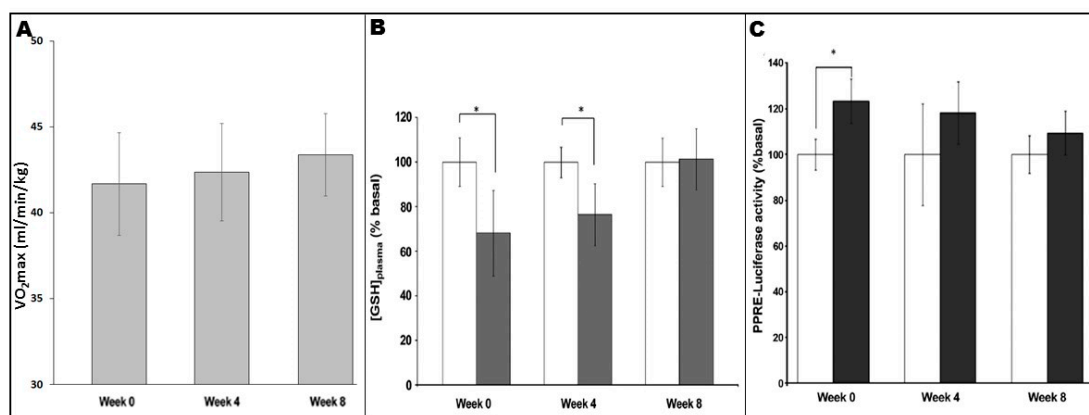 A
50
45
40
35
30
VO₂max (ml/min/kg)
Week 0 Week 4 Week 8
B
120
100
80
60
40
20
0
[GSH]plasma (% basal)
* *
Week 0 Week 4 Week 8
C
140
120
100
80
60
40
20
0
PPRE-Luciferase activity (%basal)
*
Week 0 Week 4 Week 8